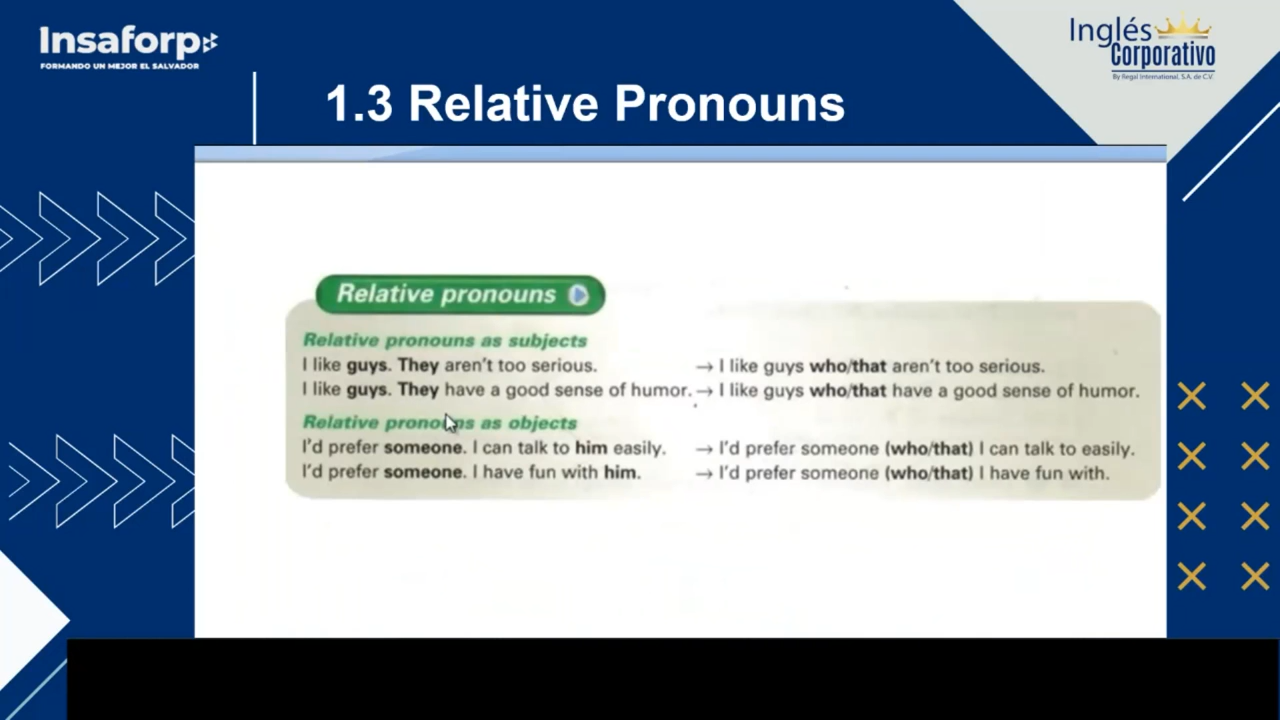 Insaforp
FORMANDO UN MEJOR EL SALVADOR
Inglés
Corporativo
By Regal International, S.A. de C.V.
1.3 Relative Pronouns
Relative pronouns
Relative pronouns as subjects
I like guys. They aren't too serious. → I like guys who/that aren't too serious.
I like guys. They have a good sense of humor. → I like guys who/that have a good sense of humor.
Relative pronouns as objects
I'd prefer someone. I can talk to him easily. → I'd prefer someone (who/that) I can talk to easily.
I'd prefer someone. I have fun with him. → I'd prefer someone (who/that) I have fun with.